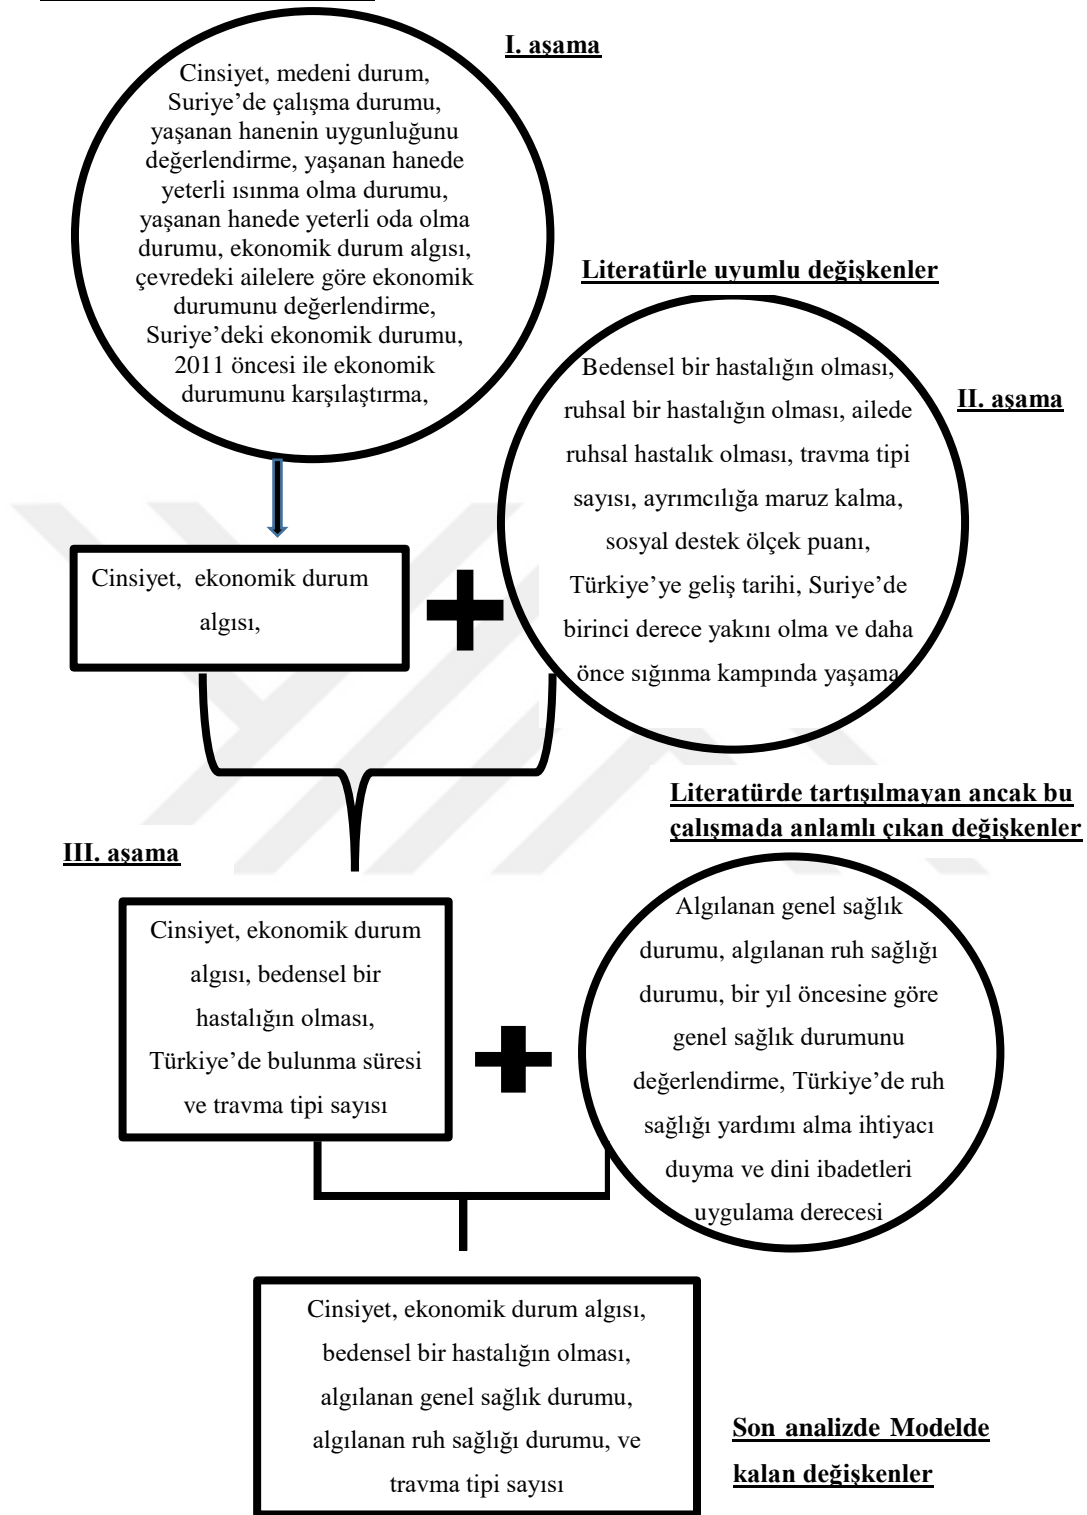 I. aşama
Cinsiyet, medeni durum,
Suriye’de çalışma durumu,
yaşanan hanenin uygunluğunu
değerlendirme, yaşanan hanede
yeterli ısınma olma durumu,
yaşanan hanede yeterli oda olma
durumu, ekonomik durum algısı,
çevredeki ailelere göre ekonomik
durumunu değerlendirme,
Suriye’deki ekonomik durumu,
2011 öncesi ile ekonomik
durumunu karşılaştırma,
Literatürle uyumlu değişkenler
II. aşama
Bedensel bir hastalığın olması,
ruhsal bir hastalığın olması, ailede
ruhsal hastalık olması, travma tipi
sayısı, ayrımcılığa maruz kalma,
sosyal destek ölçek puanı,
Türkiye’ye geliş tarihi, Suriye’de
birinci derece yakını olma ve daha
önce sığınma kampında yaşama
Cinsiyet, ekonomik durum
algısı,
Literatürde tartışılmayan ancak bu
çalışmada anlamlı çıkan değişkenler
III. aşama
Cinsiyet, ekonomik durum
algısı, bedensel bir
hastalığın olması,
Türkiye’de bulunma süresi
ve travma tipi sayısı
Algılanan genel sağlık
durumu, algılanan ruh sağlığı
durumu, bir yıl öncesine göre
genel sağlık durumunu
değerlendirme, Türkiye’de ruh
sağlığı yardımı alma ihtiyacı
duyma ve dini ibadetleri
uygulama derecesi
Cinsiyet, ekonomik durum algısı,
bedensel bir hastalığın olması,
algılanan genel sağlık durumu,
algılanan ruh sağlığı durumu, ve
travma tipi sayısı
Son analizde Modelde
kalan değişkenler